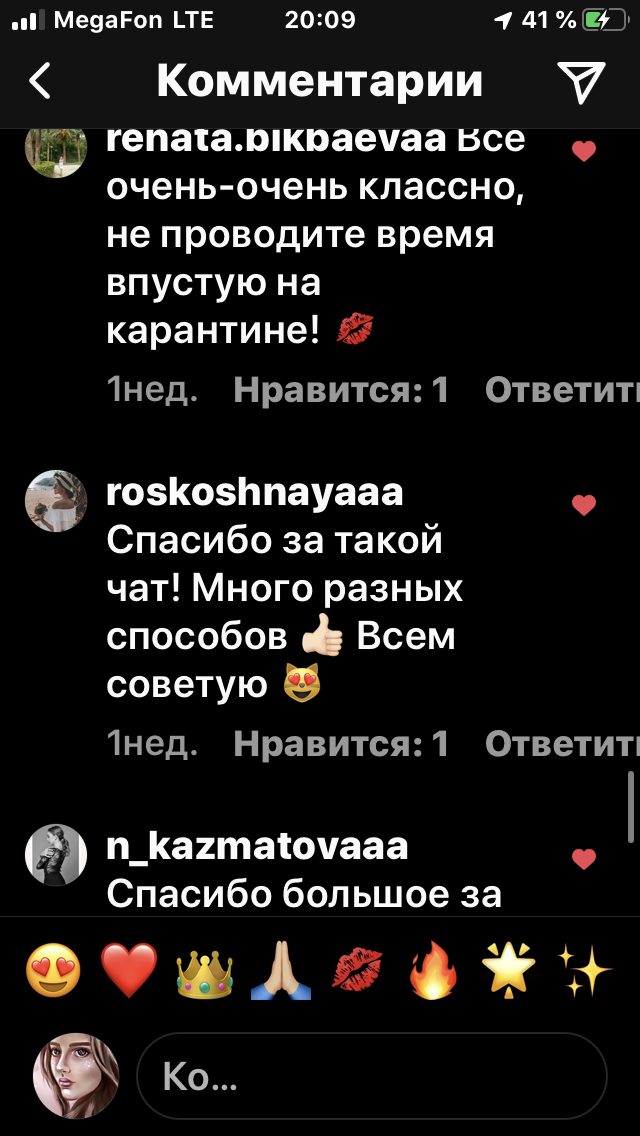 MegaFon LTE 20:09 41 %
Комментарии
renata.bikbaevaa Все
очень-очень классно,
не проводите время
впустую на
карантине! 💋
1нед. Нравится: 1 Ответить
roskoshnayaaa
Спасибо за такой
чат! Много разных
способов 👍🏻 Всем
советую 😻
1нед. Нравится: 1 Ответить
n_kazmatovaaa
Спасибо большое за
😍 ❤️ 👑 🙏🏼 💋 🔥 🌟 ✨
Ко...